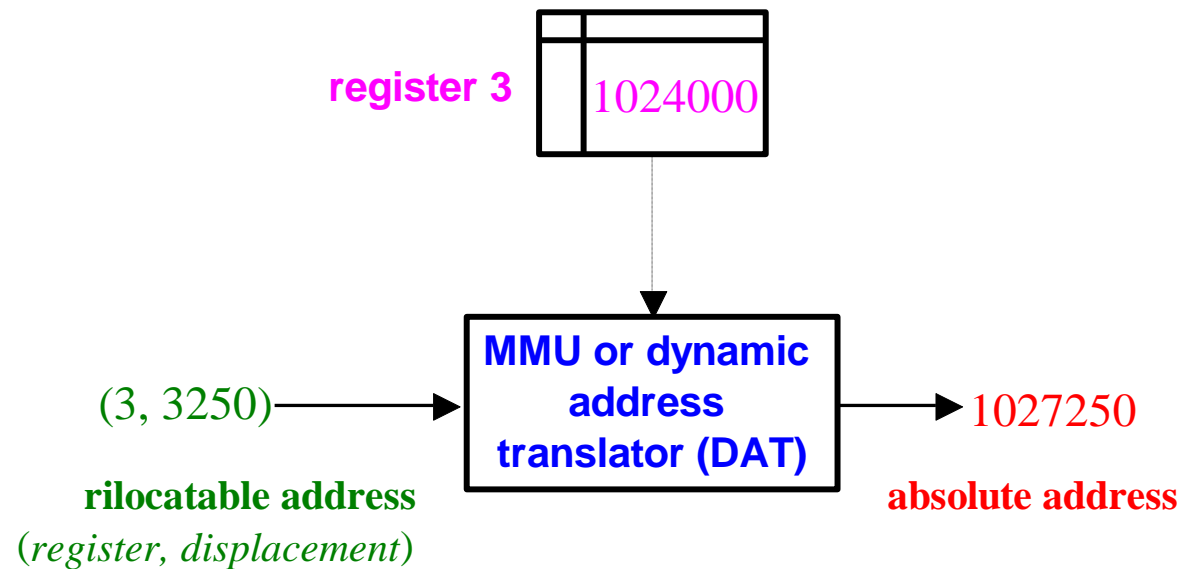 register 3
1024000
MMU or dynamic
address
translator (DAT)
(3, 3250)
1027250
rilocatable address
(register, displacement)
absolute address